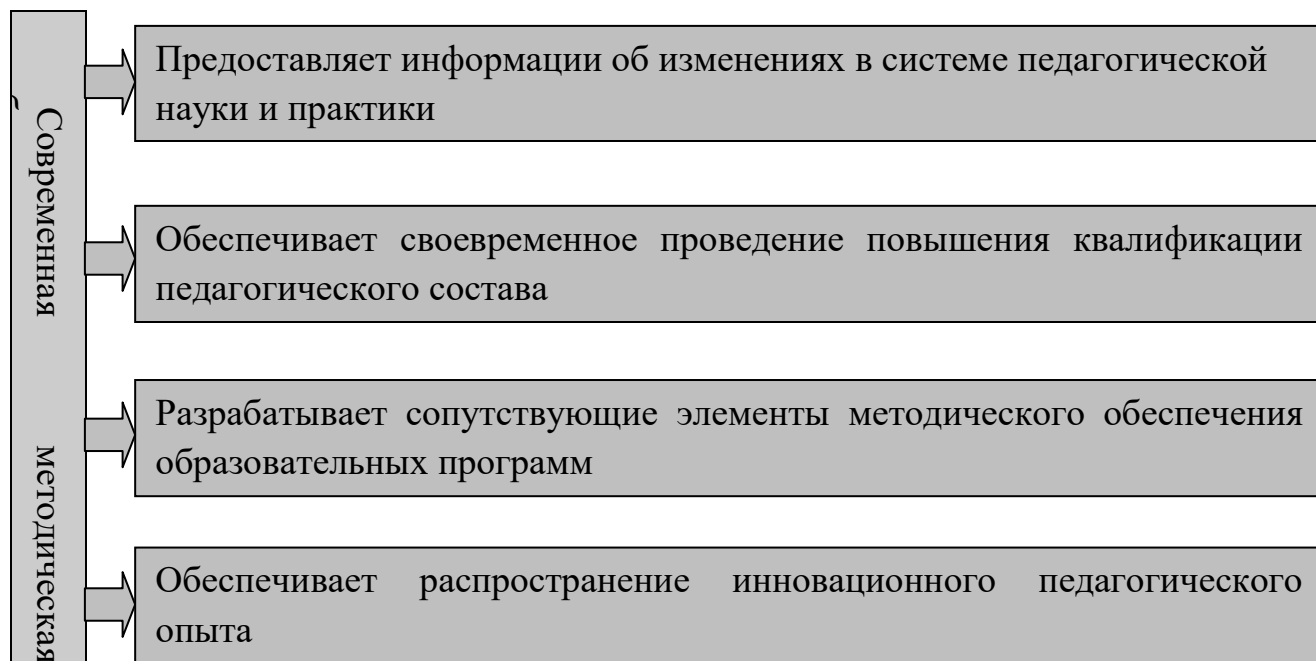 Современная методическая
Предоставляет информации об изменениях в системе педагогической
науки и практики
Обеспечивает своевременное проведение повышения квалификации
педагогического состава
Разрабатывает сопутствующие элементы методического обеспечения
образовательных программ
Обеспечивает распространение инновационного педагогического
опыта